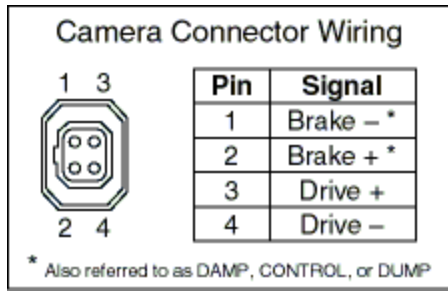 Camera Connector Wiring
1 3
2 4
Pin Signal
1 Brake – *
2 Brake + *
3 Drive +
4 Drive –
* Also referred to as DAMP, CONTROL, or DUMP